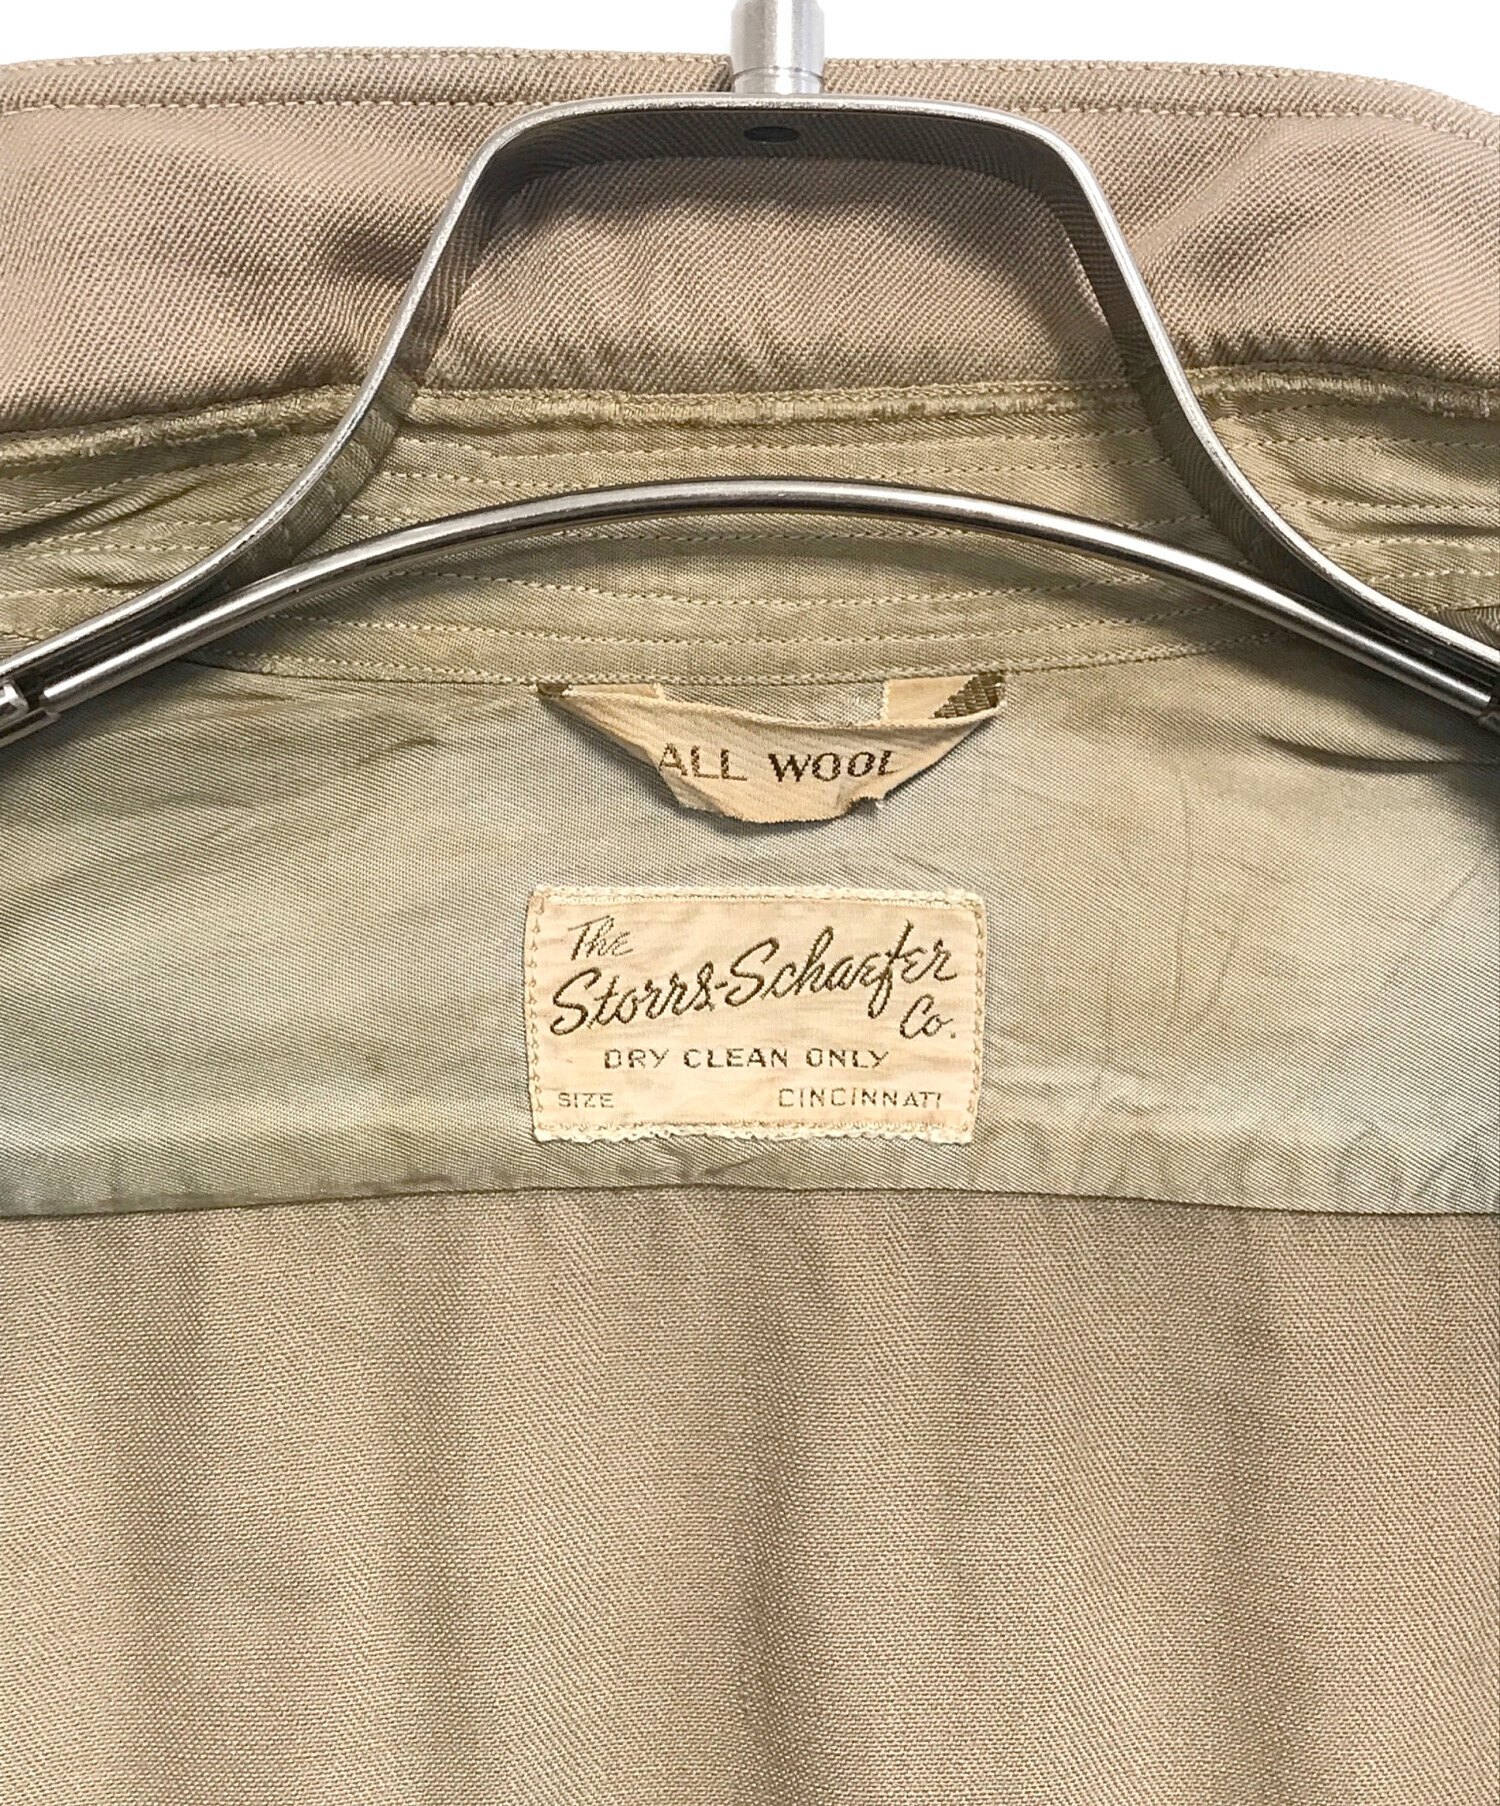 ALL WOOL
The
Storrs-Schaefer
Co.
DRY CLEAN ONLY
SIZE CINCINNATI